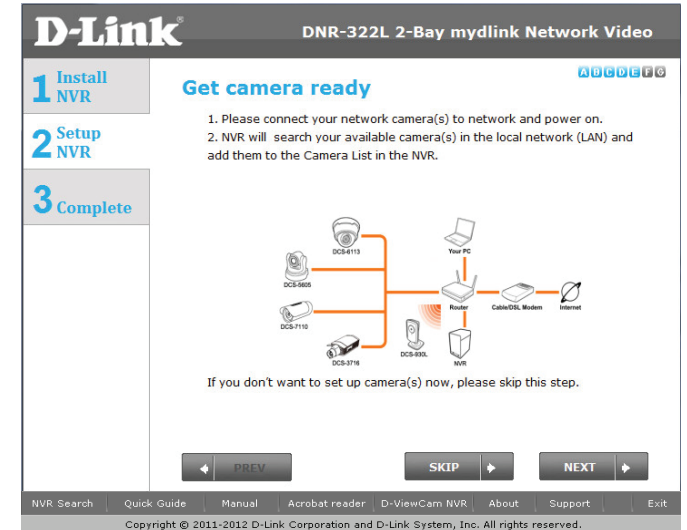 D-Link®
DNR-322L 2-Bay mydlink Network Video
1 Install
NVR
2 Setup
NVR
3 Complete
A B C D E F G
Get camera ready
1. Please connect your network camera(s) to network and power on.
2. NVR will search your available camera(s) in the local network (LAN) and
add them to the Camera List in the NVR.
DCS-6113
Your PC
DCS-5605
Router
Cable/DSL Modem
Internet
DCS-7110
DCS-3716
DCS-930L
NVR
If you don't want to set up camera(s) now, please skip this step.
PREV
SKIP
NEXT
NVR Search
Quick Guide
Manual
Acrobat reader
D-ViewCam NVR
About
Support
Exit
Copyright © 2011-2012 D-Link Corporation and D-Link System, Inc. All rights reserved.